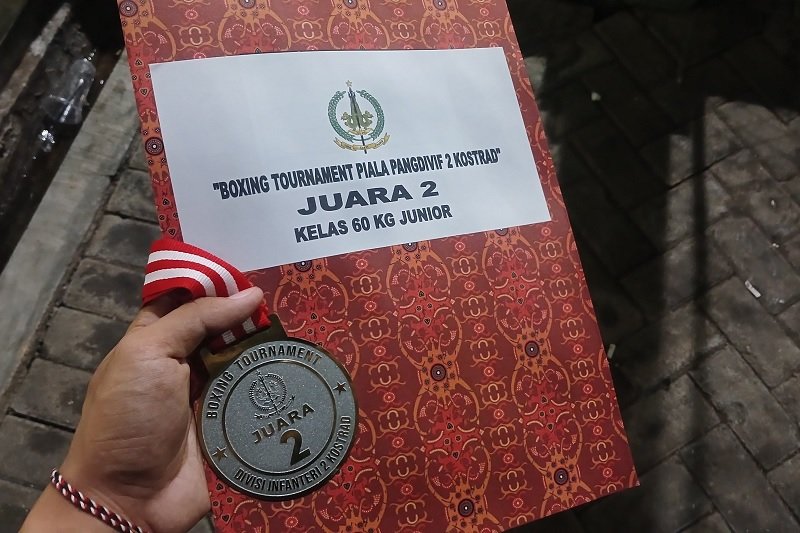 "BOXING TOURNAMENT PIALA PANGDIVIF 2 KOSTRAD"
JUARA 2
KELAS 60 KG JUNIOR
BOXING TOURNAMENT
JUARA
2
DIVISI INFANTERI 2 KOSTRAD